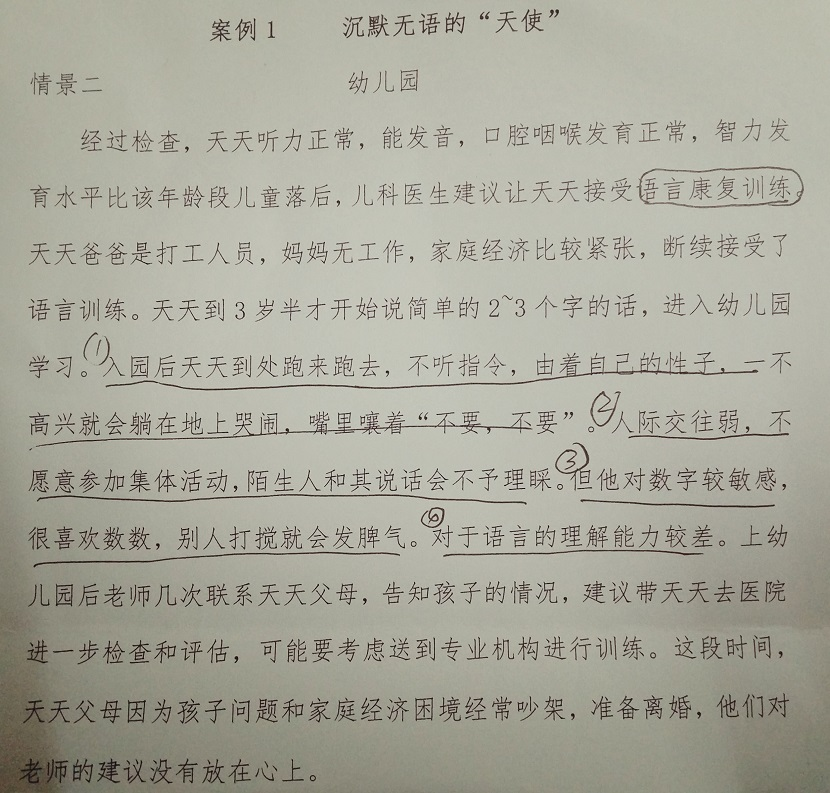 案例1 沉默无语的“天使”
情景二 幼儿园
经过检查，天天听力正常，能发音，口腔咽喉发育正常，智力发
育水平比该年龄段儿童落后，儿科医生建议让天天接受语言康复训练，
天天爸爸是打工人员，妈妈无工作，家庭经济比较紧张，断续接受了
语言训练。天天到3岁半才开始说简单的2~3个字的话，进入幼儿园
学习。①入园后天天到处跑来跑去，不听指令，由着自己的性子，一不
高兴就会躺在地上哭闹，嘴里嚷着“不要，不要”。②人际交往弱，不
愿意参加集体活动，陌生人和其说话会不予理睬。③但他对数字较敏感，
很喜欢数数，别人打搅就会发脾气。④对于语言的理解能力较差。上幼
儿园后老师几次联系天天父母，告知孩子的情况，建议带天天去医院
进一步检查和评估，可能要考虑送到专业机构进行训练。这段时间，
天天父母因为孩子问题和家庭经济困境经常吵架，准备离婚，他们对
老师的建议没有放在心上。